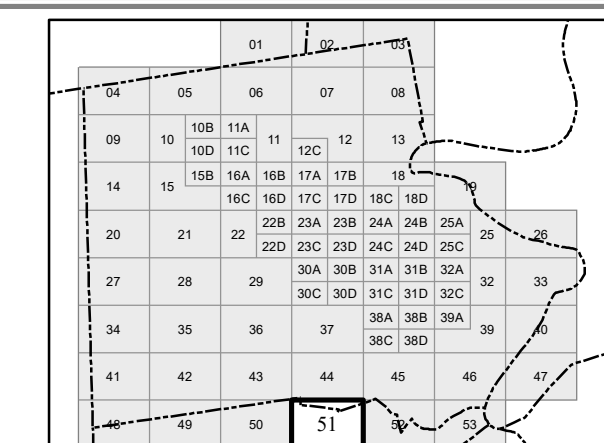 01 02 03
04 05 06 07 08
10B 11A
09 10 11 12 13
10D 11C 12C
15B 16A 16B 17A 17B 18
14 15 19
16C 16D 17C 17D 18C 18D
22B 23A 23B 24A 24B 25A
20 21 22 25 26
22D 23C 23D 24C 24D 25C
30A 30B 31A 31B 32A
27 28 29 32 33
30C 30D 31C 31D 32C
38A 38B 39A
34 35 36 37 39 40
38C 38D
41 42 43 44 45 46 47
48 49 50 51 52 53